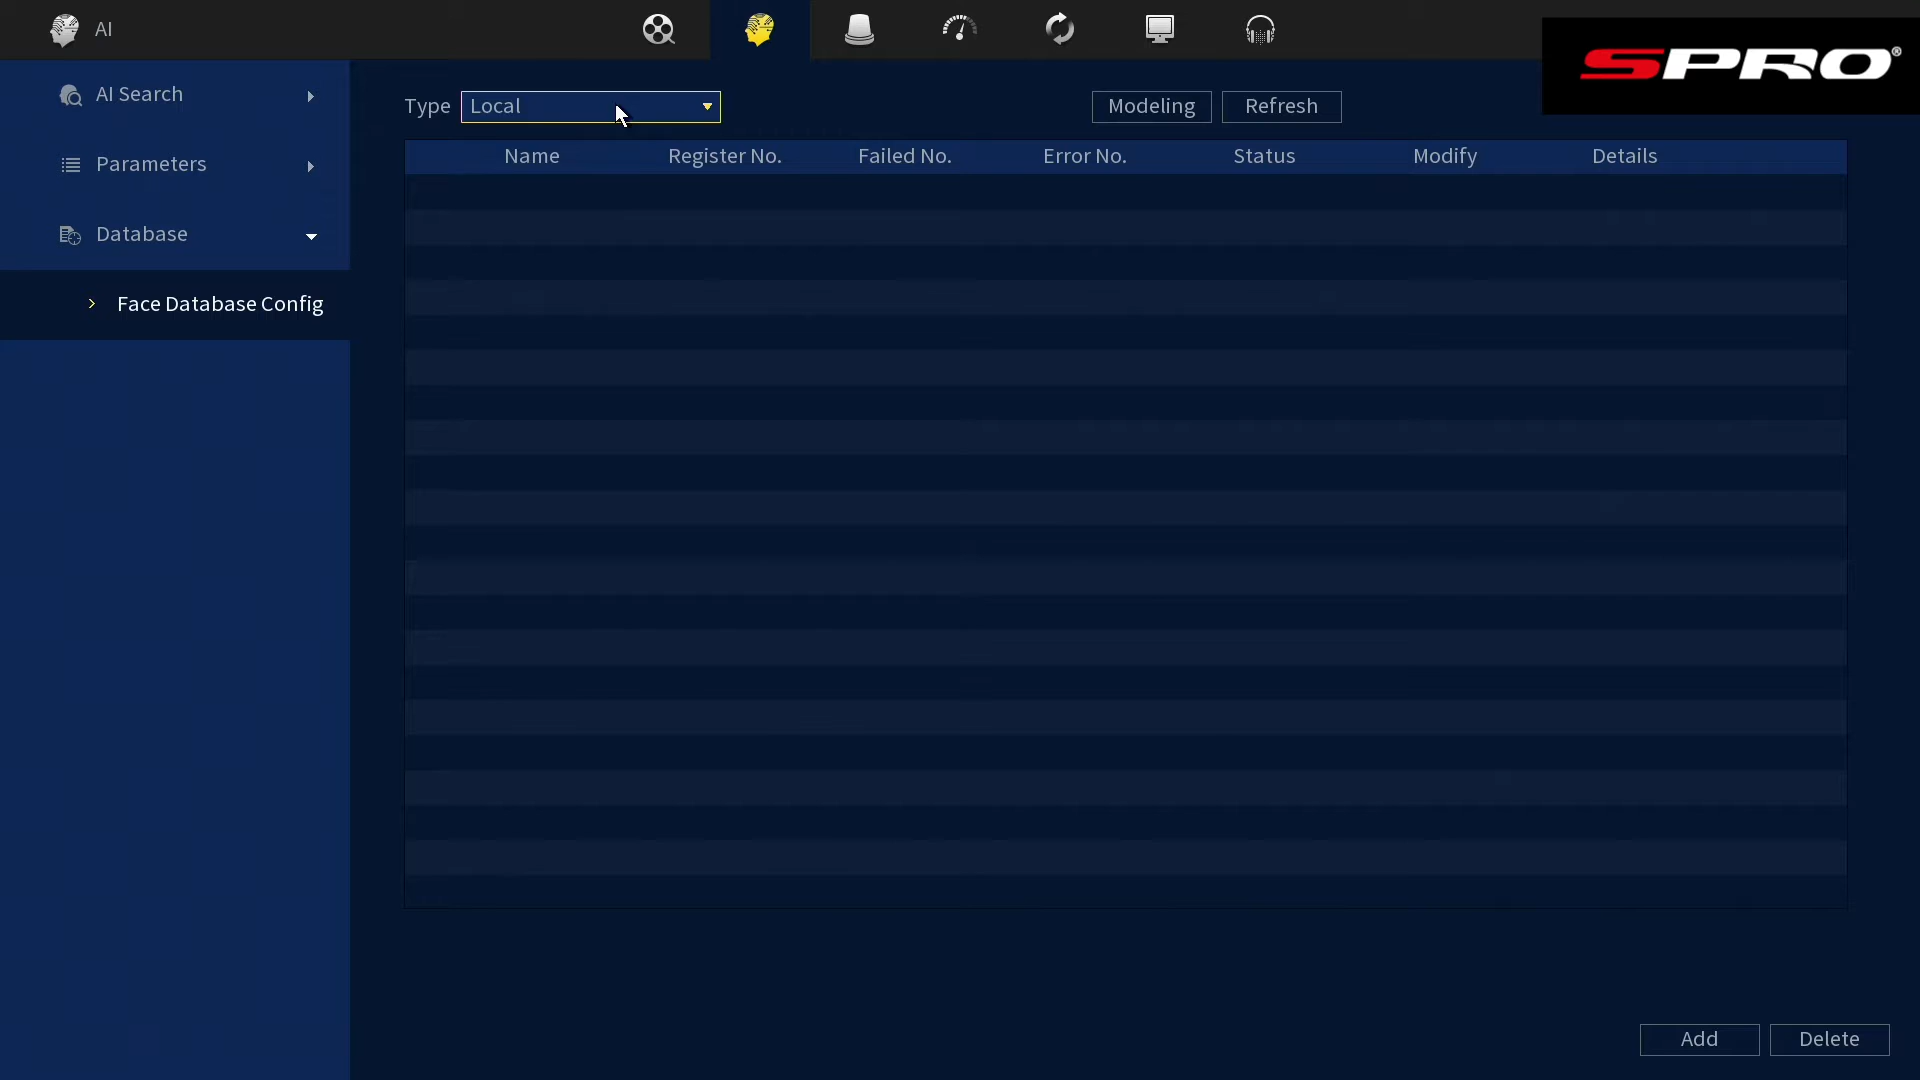 AI
SPRO®
AI Search
Parameters
Database
Face Database Config
Type Local
Modeling Refresh
Name Register No. Failed No. Error No. Status Modify Details
Add Delete